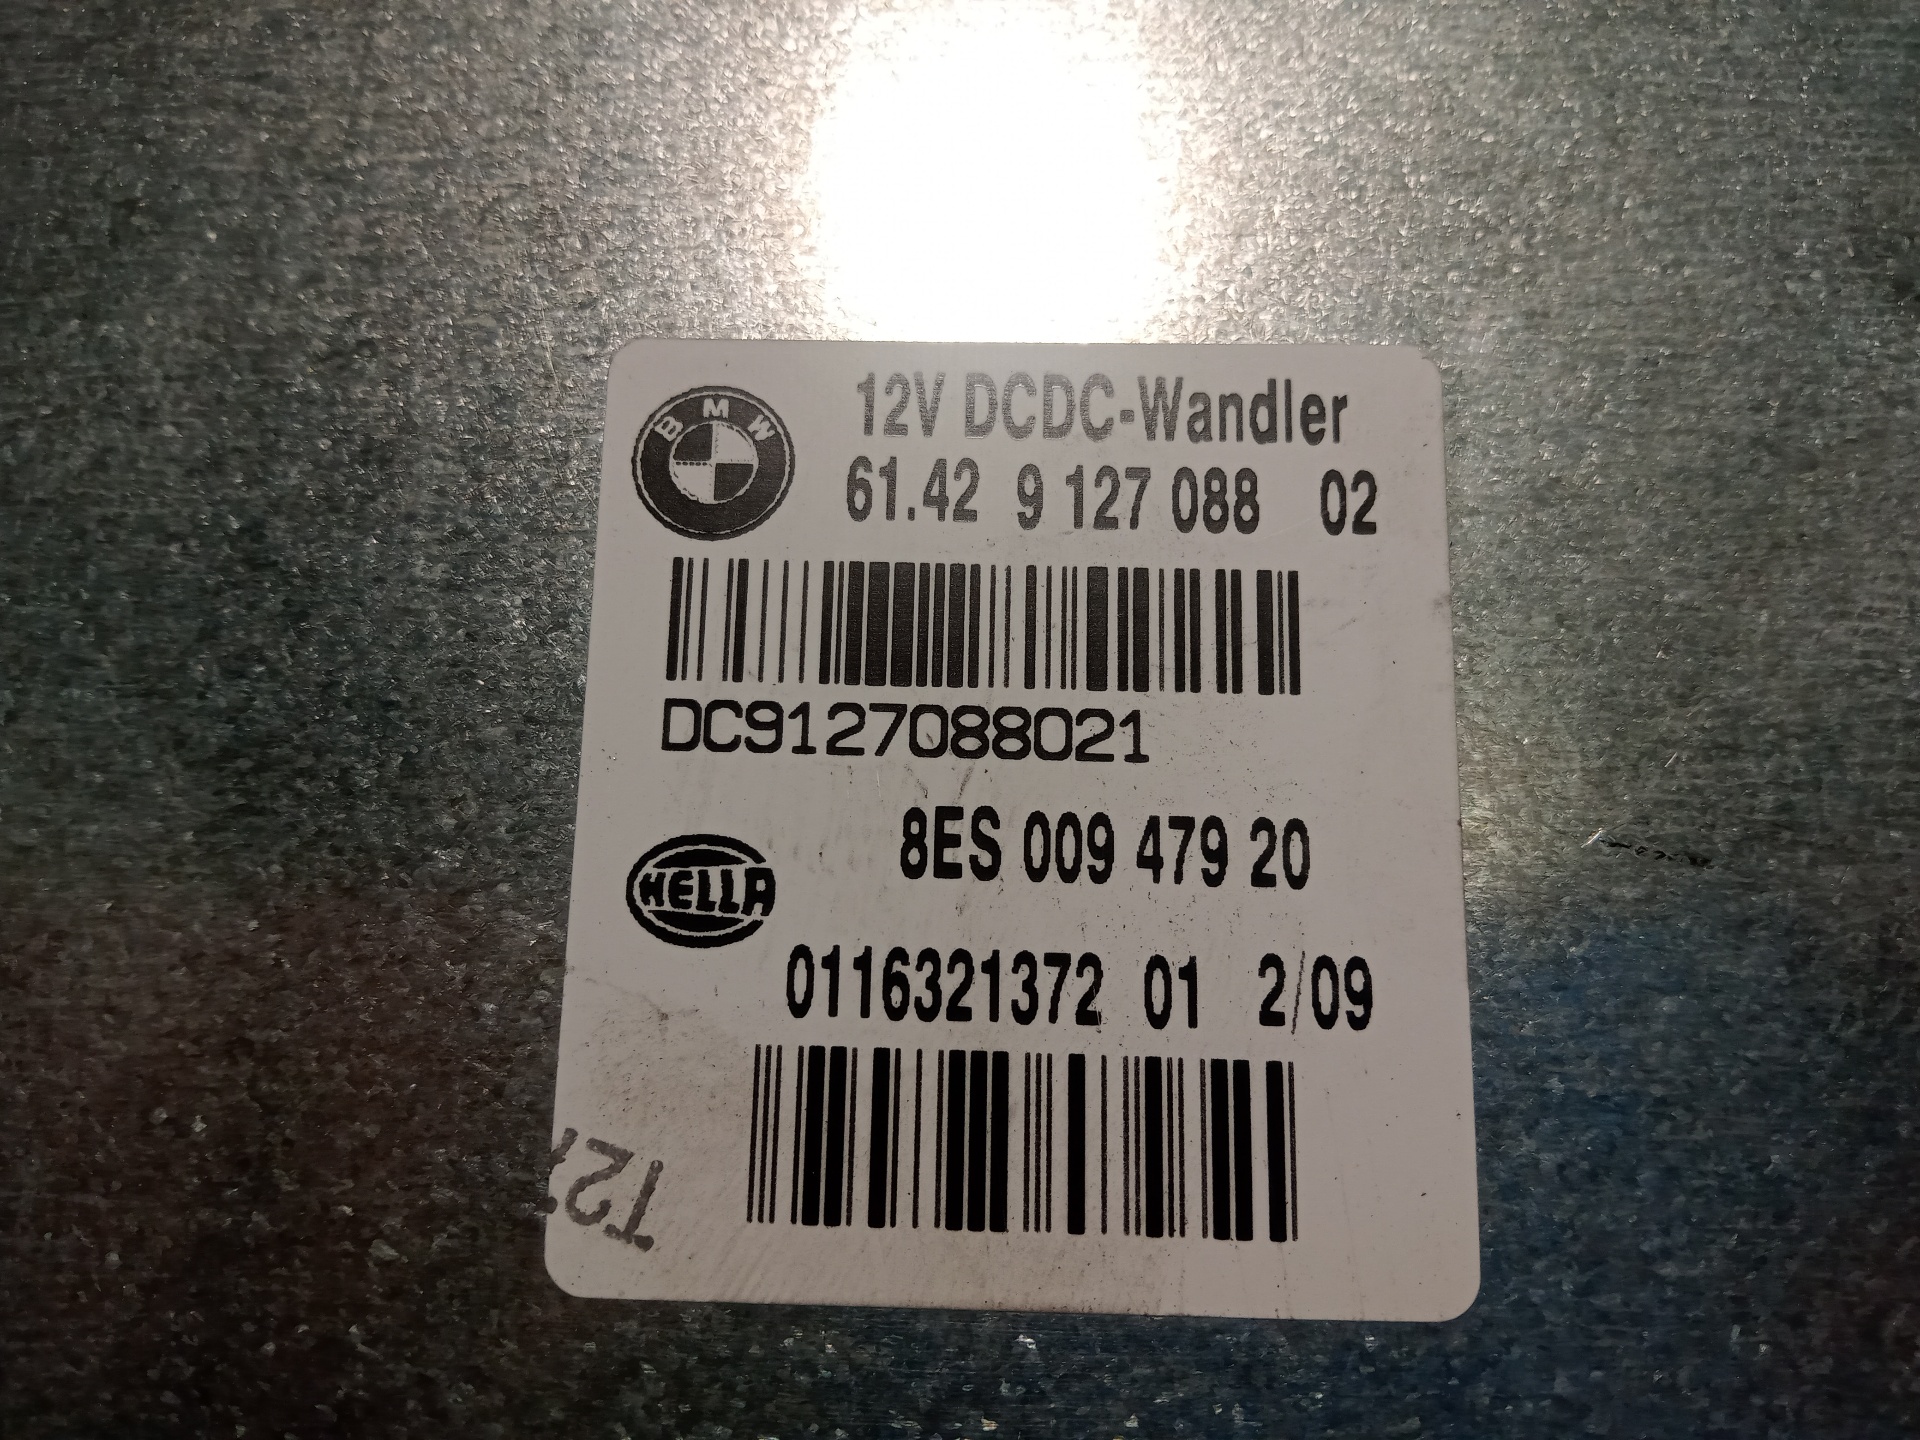 BMW
12V DCDC-Wandler
61.42 9 127 088 02
DC9127088021
8ES 009 479 20
HELLA
0116321372 01 2/09